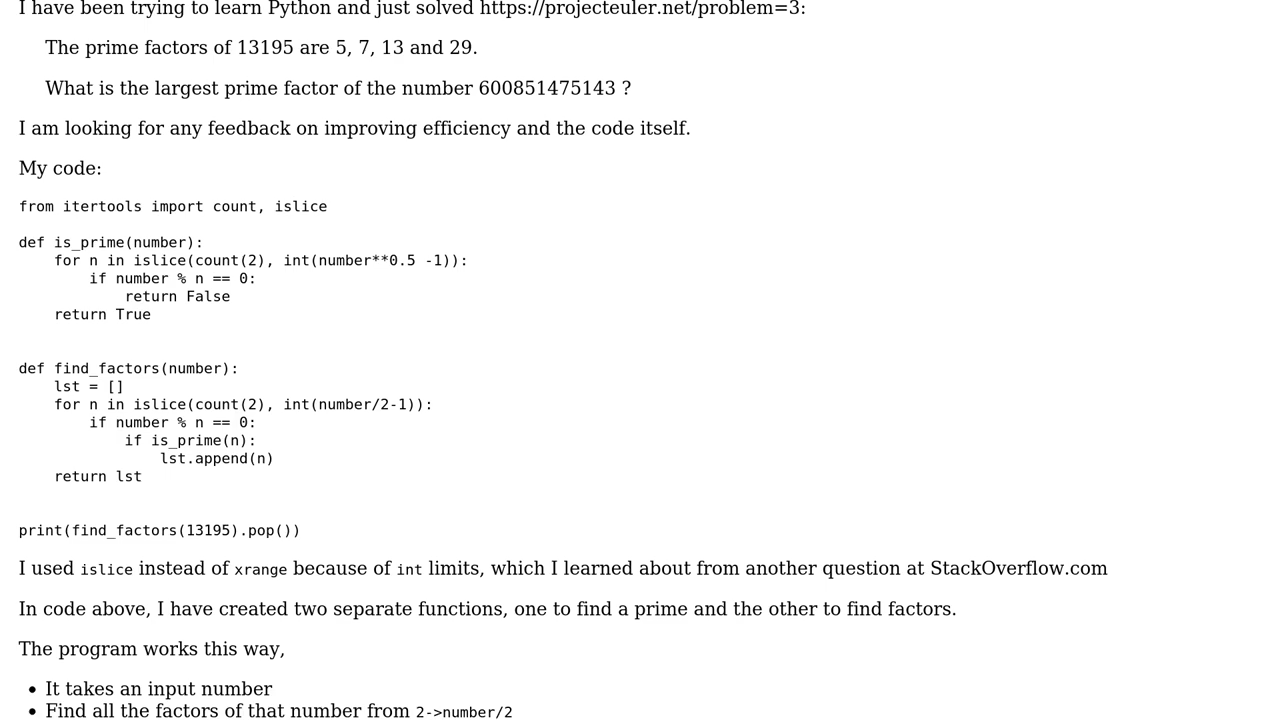 I have been trying to learn Python and just solved https://projecteuler.net/problem=3:
The prime factors of 13195 are 5, 7, 13 and 29.
What is the largest prime factor of the number 600851475143 ?
I am looking for any feedback on improving efficiency and the code itself.
My code:
from itertools import count, islice
def is_prime(number):
    for n in islice(count(2), int(number**0.5 -1)):
        if number % n == 0:
            return False
    return True
def find_factors(number):
    lst = []
    for n in islice(count(2), int(number/2-1)):
        if number % n == 0:
            if is_prime(n):
                lst.append(n)
    return lst
print(find_factors(13195).pop())
I used islice instead of xrange because of int limits, which I learned about from another question at StackOverflow.com
In code above, I have created two separate functions, one to find a prime and the other to find factors.
The program works this way,
• It takes an input number
• Find all the factors of that number from 2->number/2